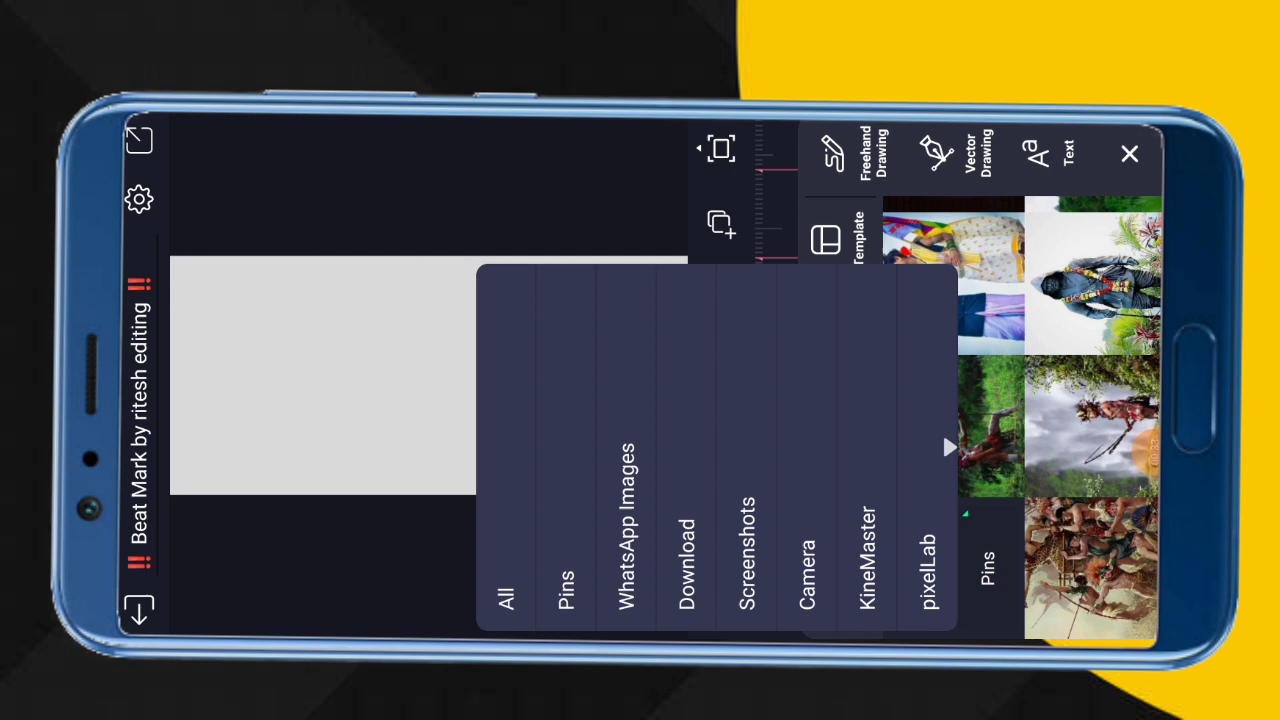 ‼ Beat Mark by ritesh editing ‼
Freehand
Drawing
Vector
Drawing
Aa
Text
Template
All
Pins
WhatsApp Images
Download
Screenshots
Camera
KineMaster
pixelLab
Pins